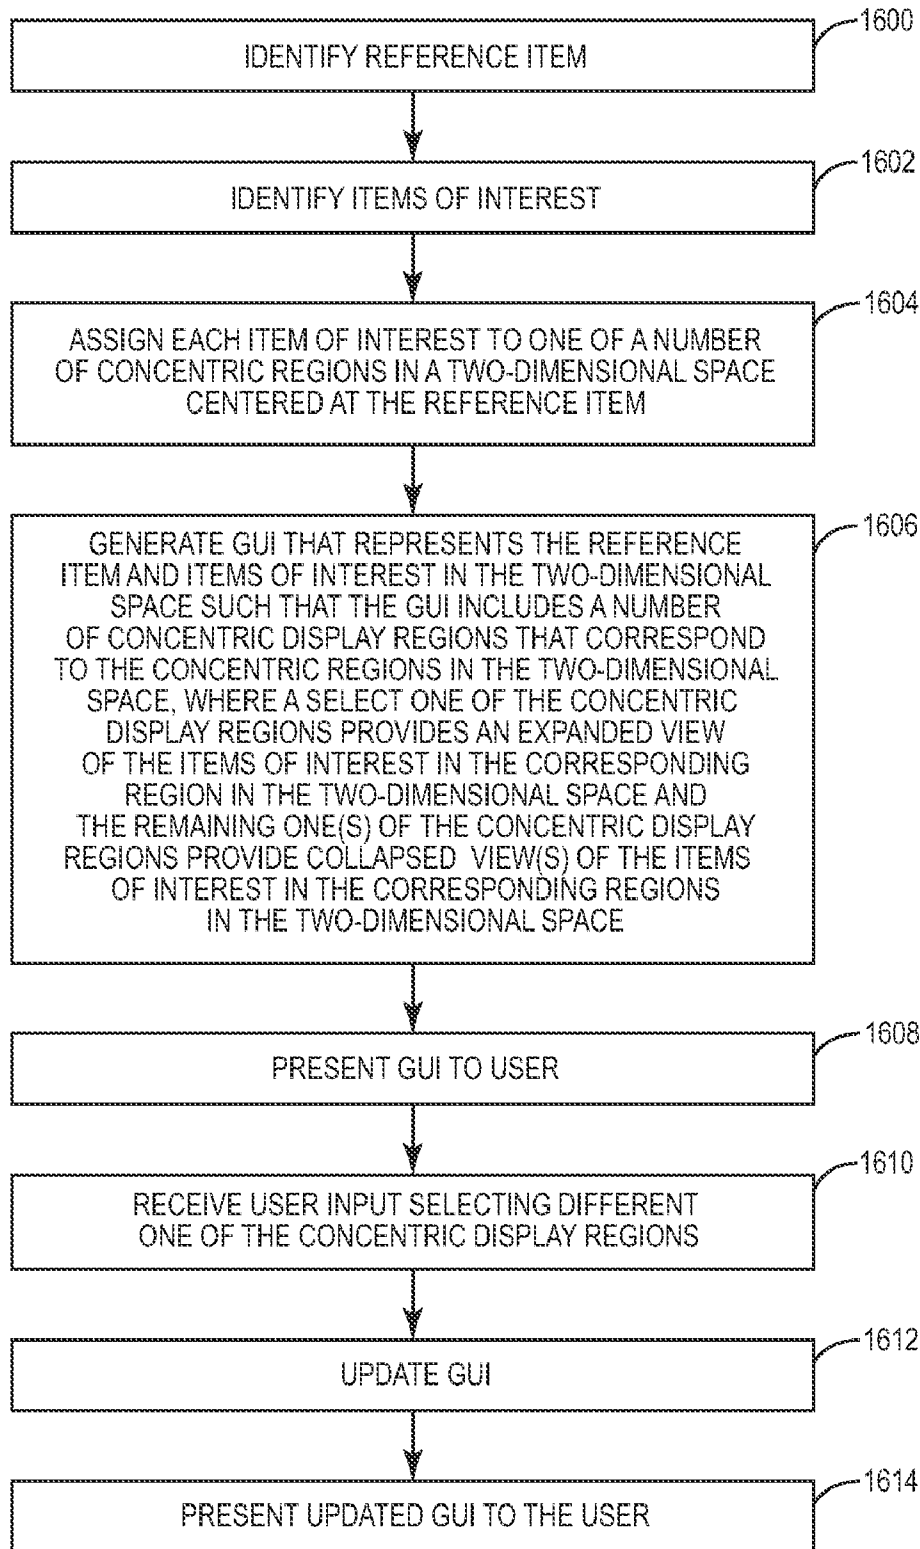 1600
IDENTIFY REFERENCE ITEM
1602
IDENTIFY ITEMS OF INTEREST
1604
ASSIGN EACH ITEM OF INTEREST TO ONE OF A NUMBER
OF CONCENTRIC REGIONS IN A TWO-DIMENSIONAL SPACE
CENTERED AT THE REFERENCE ITEM
1606
GENERATE GUI THAT REPRESENTS THE REFERENCE
ITEM AND ITEMS OF INTEREST IN THE TWO-DIMENSIONAL
SPACE SUCH THAT THE GUI INCLUDES A NUMBER
OF CONCENTRIC DISPLAY REGIONS THAT CORRESPOND
TO THE CONCENTRIC REGIONS IN THE TWO-DIMENSIONAL
SPACE, WHERE A SELECT ONE OF THE CONCENTRIC
DISPLAY REGIONS PROVIDES AN EXPANDED VIEW
OF THE ITEMS OF INTEREST IN THE CORRESPONDING
REGION IN THE TWO-DIMENSIONAL SPACE AND
THE REMAINING ONE(S) OF THE CONCENTRIC DISPLAY
REGIONS PROVIDE COLLAPSED VIEW(S) OF THE ITEMS
OF INTEREST IN THE CORRESPONDING REGIONS
IN THE TWO-DIMENSIONAL SPACE
1608
PRESENT GUI TO USER
1610
RECEIVE USER INPUT SELECTING DIFFERENT
ONE OF THE CONCENTRIC DISPLAY REGIONS
1612
UPDATE GUI
1614
PRESENT UPDATED GUI TO THE USER